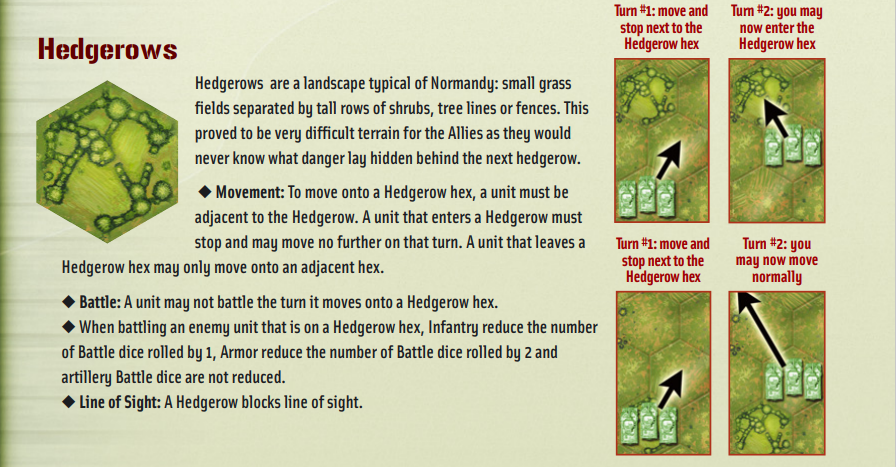 Hedgerows
Hedgerows are a landscape typical of Normandy: small grass
fields separated by tall rows of shrubs, tree lines or fences. This
proved to be very difficult terrain for the Allies as they would
never know what danger lay hidden behind the next hedgerow.
◆ Movement: To move onto a Hedgerow hex, a unit must be
adjacent to the Hedgerow. A unit that enters a Hedgerow must
stop and may move no further on that turn. A unit that leaves a
Hedgerow hex may only move onto an adjacent hex.
◆ Battle: A unit may not battle the turn it moves onto a Hedgerow hex.
◆ When battling an enemy unit that is on a Hedgerow hex, Infantry reduce the number
of Battle dice rolled by 1, Armor reduce the number of Battle dice rolled by 2 and
artillery Battle dice are not reduced.
◆ Line of Sight: A Hedgerow blocks line of sight.
Turn #1: move and
stop next to the
Hedgerow hex
Turn #2: you may
now enter the
Hedgerow hex
Turn #1: move and
stop next to the
Hedgerow hex
Turn #2: you
may now move
normally